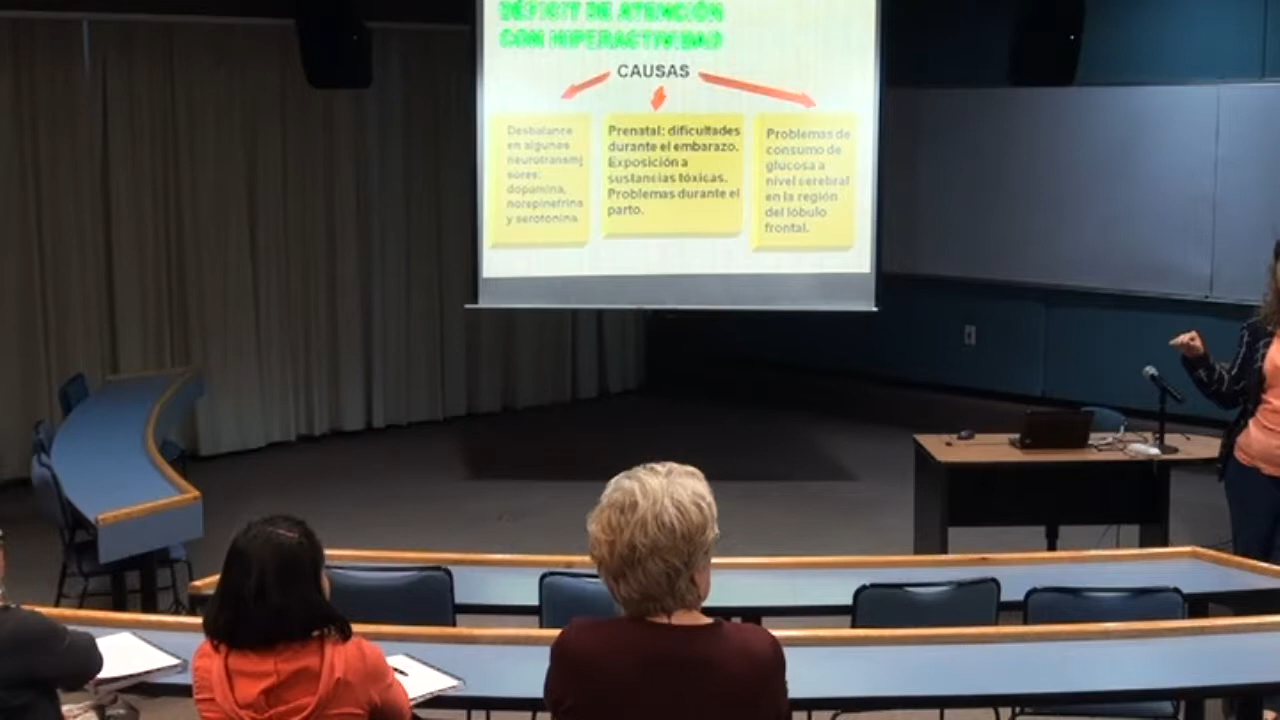 DÉFICIT DE ATENCIÓN
CON HIPERACTIVIDAD
CAUSAS
Desbalance
en algunos
neurotransmi
sores:
dopamina,
norepinefrina
y serotonina
Prenatal: dificultades
durante el embarazo.
Exposición a
sustancias tóxicas.
Problemas durante el
parto.
Problemas de
consumo de
glucosa a
nivel cerebral
en la región
del lóbulo
frontal.